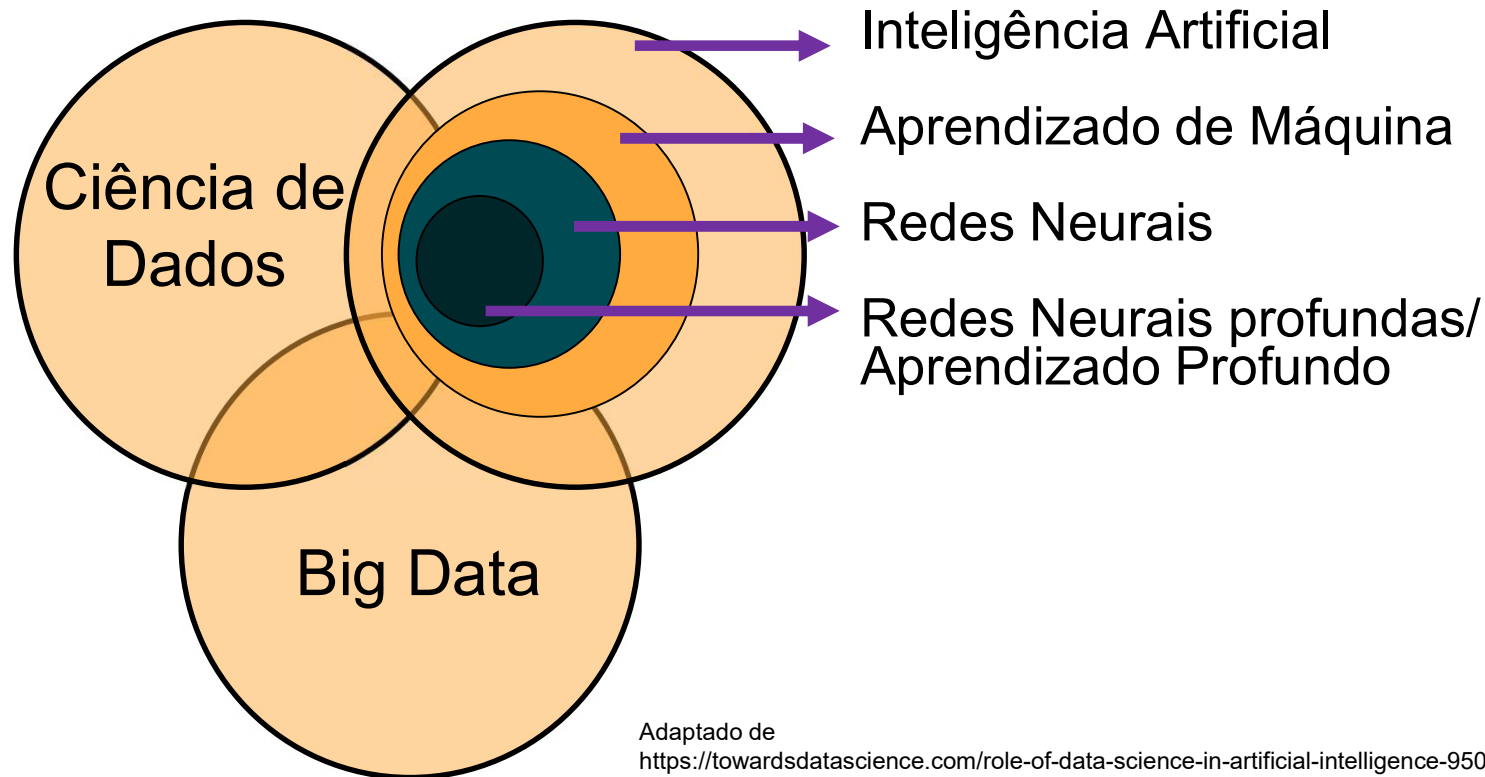 Inteligência Artificial
Aprendizado de Máquina
Ciência de
Dados
Redes Neurais
Redes Neurais profundas/
Aprendizado Profundo
Big Data
Adaptado de
https://towardsdatascience.com/role-of-data-science-in-artificial-intelligence-950